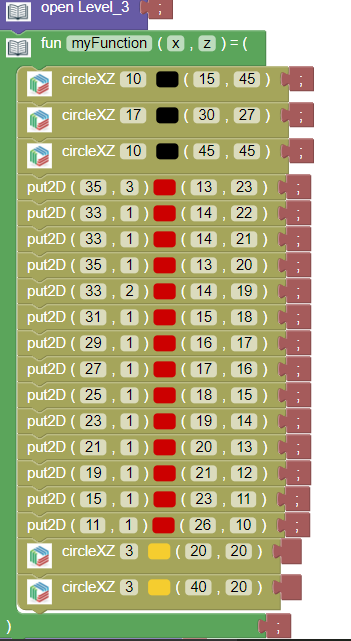 open Level_3 ;
fun myFunction ( x , z ) = (
circleXZ 10 ( 15 , 45 ) ;
circleXZ 17 ( 30 , 27 ) ;
circleXZ 10 ( 45 , 45 ) ;
put2D ( 35 , 3 ) ( 13 , 23 ) ;
put2D ( 33 , 1 ) ( 14 , 22 ) ;
put2D ( 33 , 1 ) ( 14 , 21 ) ;
put2D ( 35 , 1 ) ( 13 , 20 ) ;
put2D ( 33 , 2 ) ( 14 , 19 ) ;
put2D ( 31 , 1 ) ( 15 , 18 ) ;
put2D ( 29 , 1 ) ( 16 , 17 ) ;
put2D ( 27 , 1 ) ( 17 , 16 ) ;
put2D ( 25 , 1 ) ( 18 , 15 ) ;
put2D ( 23 , 1 ) ( 19 , 14 ) ;
put2D ( 21 , 1 ) ( 20 , 13 ) ;
put2D ( 19 , 1 ) ( 21 , 12 ) ;
put2D ( 15 , 1 ) ( 23 , 11 ) ;
put2D ( 11 , 1 ) ( 26 , 10 ) ;
circleXZ 3 ( 20 , 20 ) ;
circleXZ 3 ( 40 , 20 ) ;
) ;